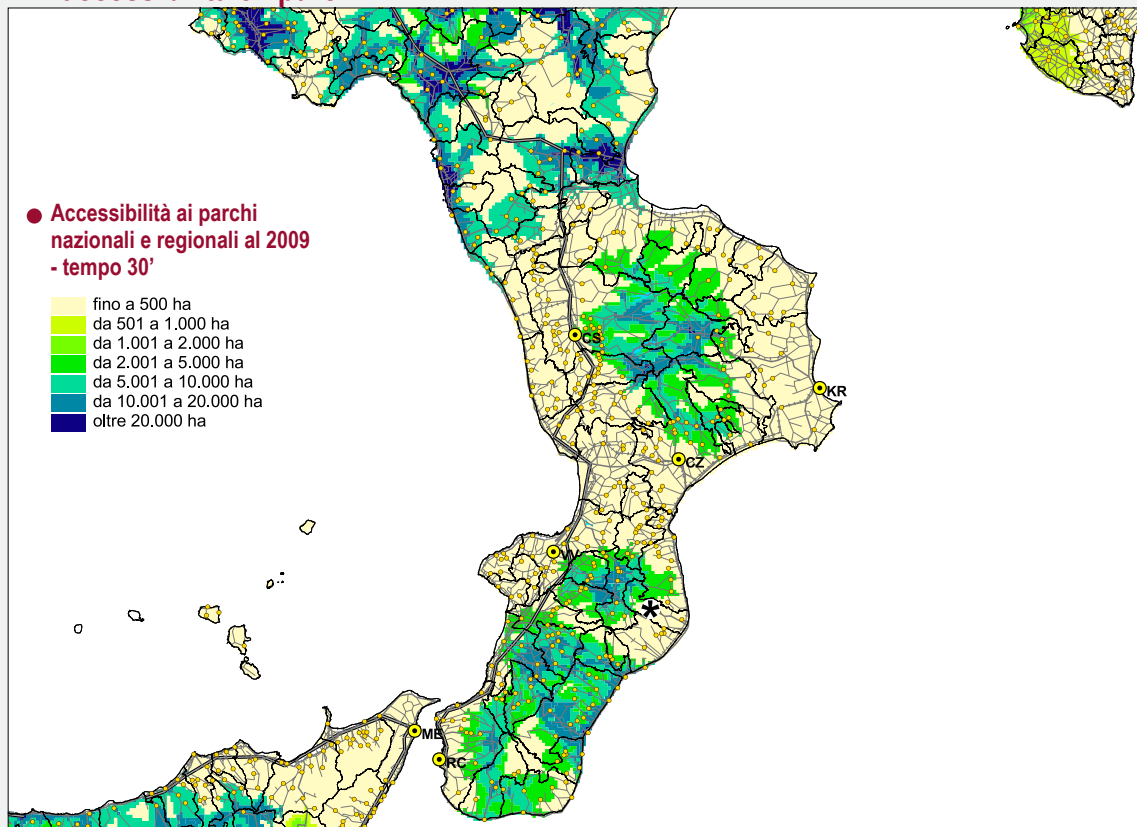 Accessibilità ai parchi
nazionali e regionali al 2009
- tempo 30'
fino a 500 ha
da 501 a 1.000 ha
da 1.001 a 2.000 ha
da 2.001 a 5.000 ha
da 5.001 a 10.000 ha
da 10.001 a 20.000 ha
oltre 20.000 ha
CS
KR
CZ
VV
*
ME
RC